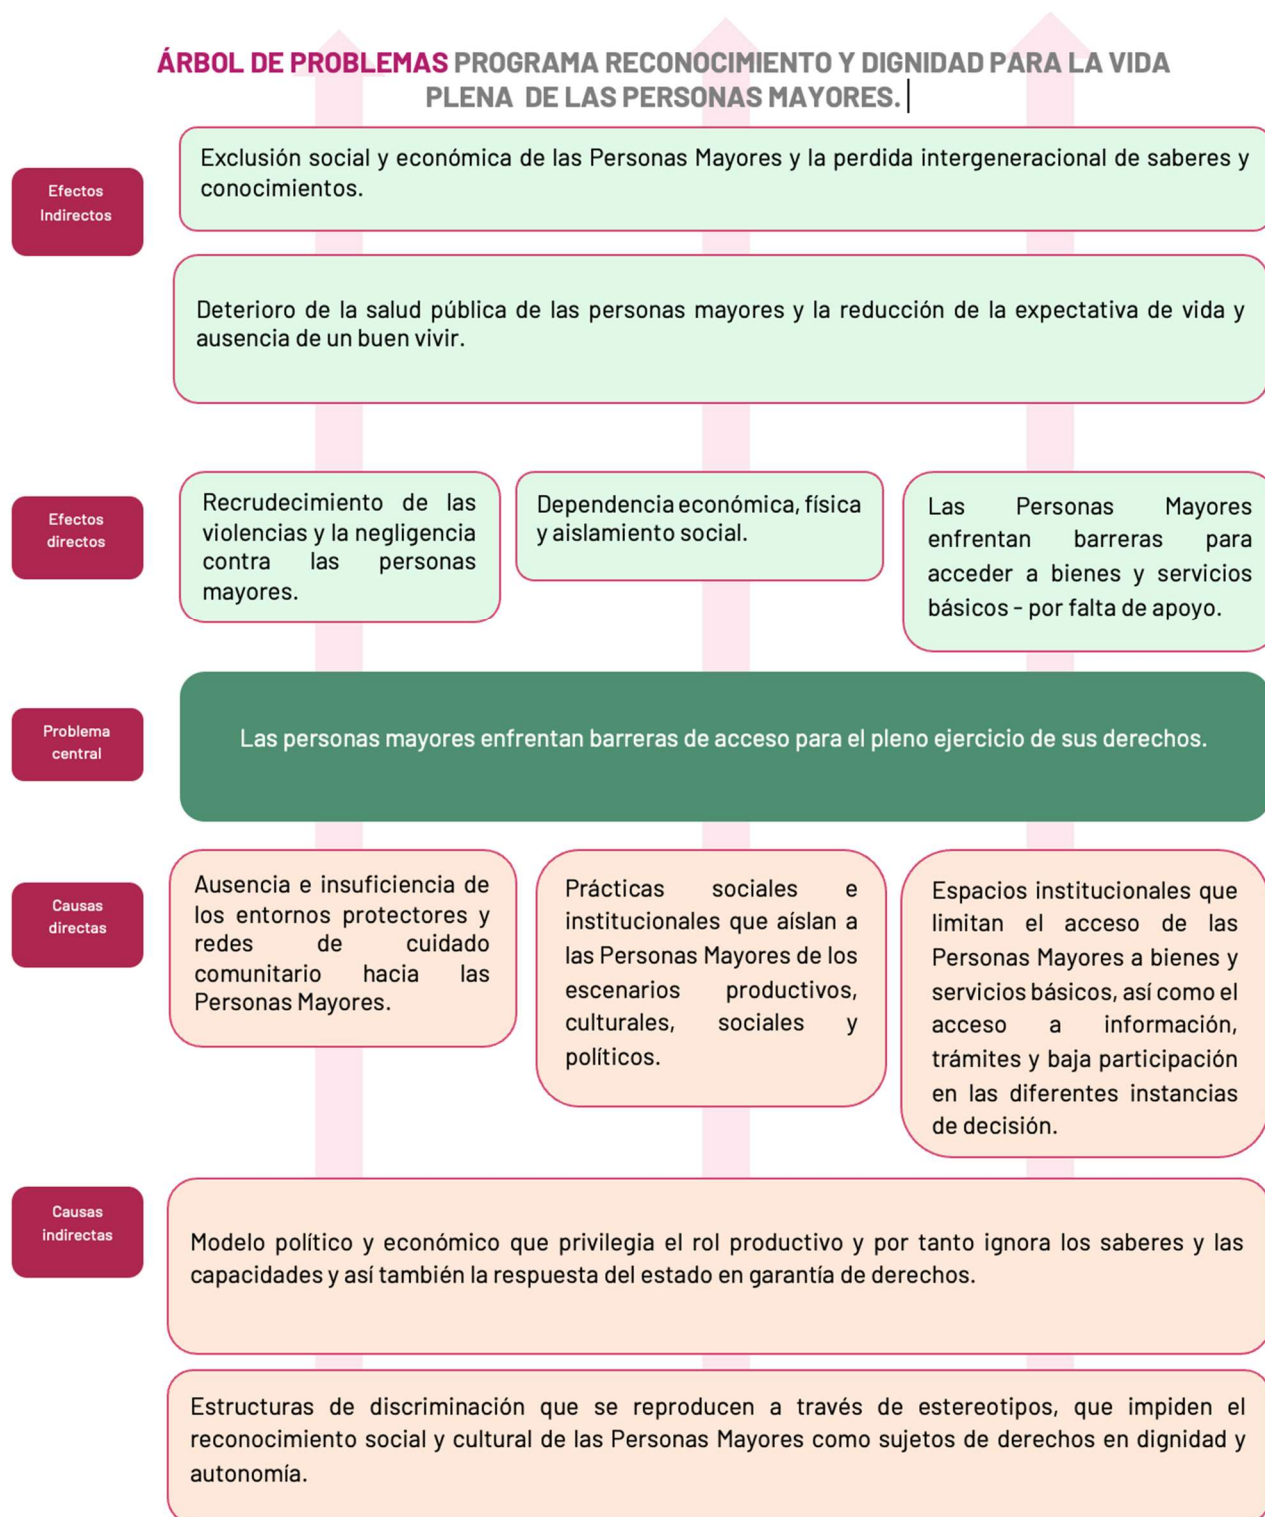 ÁRBOL DE PROBLEMAS PROGRAMA RECONOCIMIENTO Y DIGNIDAD PARA LA VIDA
PLENA DE LAS PERSONAS MAYORES.
Efectos
Indirectos
Exclusión social y económica de las Personas Mayores y la perdida intergeneracional de saberes y
conocimientos.
Deterioro de la salud pública de las personas mayores y la reducción de la expectativa de vida y
ausencia de un buen vivir.
Efectos
directos
Recrudecimiento de las
violencias y la negligencia
contra las personas
mayores.
Dependencia económica, física
y aislamiento social.
Las Personas Mayores
enfrentan barreras para
acceder a bienes y servicios
básicos - por falta de apoyo.
Problema
central
Las personas mayores enfrentan barreras de acceso para el pleno ejercicio de sus derechos.
Causas
directas
Ausencia e insuficiencia de
los entornos protectores y
redes de cuidado
comunitario hacia las
Personas Mayores.
Prácticas sociales e
institucionales que aíslan a
las Personas Mayores de los
escenarios productivos,
culturales, sociales y
políticos.
Espacios institucionales que
limitan el acceso de las
Personas Mayores a bienes y
servicios básicos, así como el
acceso a información,
trámites y baja participación
en las diferentes instancias
de decisión.
Causas
indirectas
Modelo político y económico que privilegia el rol productivo y por tanto ignora los saberes y las
capacidades y así también la respuesta del estado en garantía de derechos.
Estructuras de discriminación que se reproducen a través de estereotipos, que impiden el
reconocimiento social y cultural de las Personas Mayores como sujetos de derechos en dignidad y
autonomía.